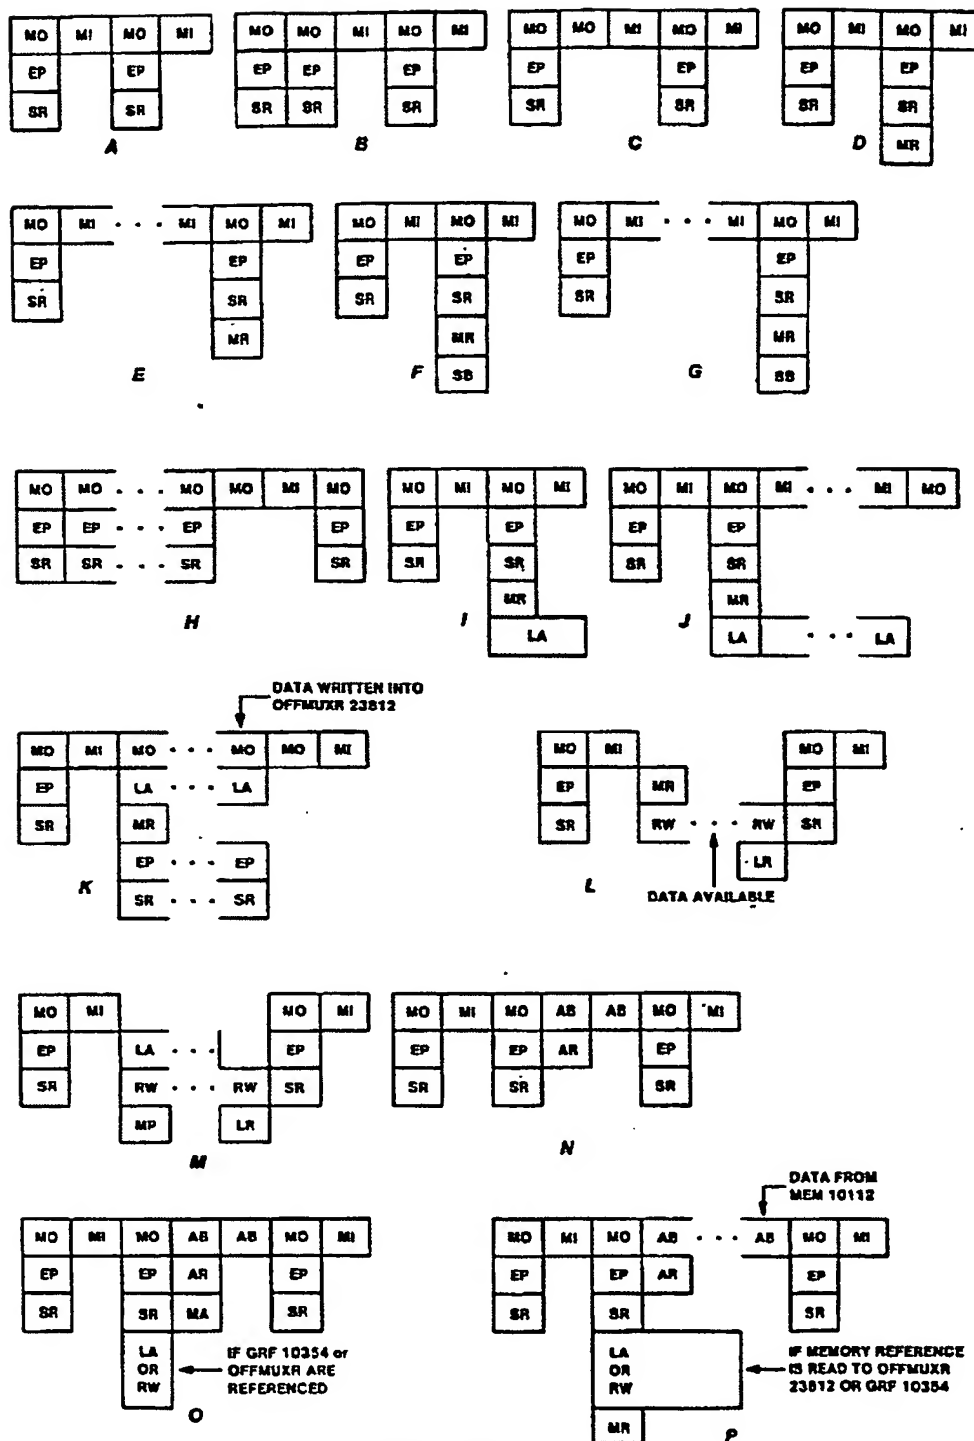 MO MI MO MI
EP EP
SR SR
A
MO MO MI MO MI
EP EP EP
SR SR SR
B
MO MO MI MO MI
EP EP
SR SR
C
MO MI MO MI
EP EP
SR SR
MR
D
MO MI · · · MI MO MI
EP EP
SR SR
MR
E
MO MI MO MI
EP EP
SR SR
MR
SB
F
MO MI · · · MI MO MI
EP EP
SR SR
MR
SB
G
MO MO · · · MO MO MI MO
EP EP · · · EP EP
SR SR · · · SR SR
H
MO MI MO MI
EP EP
SR SR
MR
LA
I
MO MI MO MI · · · MI MO
EP EP
SR SR
MR
LA · · · LA
J
DATA WRITTEN INTO
OFFMUXR 23812
MO MI MO · · · MO MO MI
EP LA · · · LA
SR MR
EP · · · EP
SR · · · SR
K
MO MI MO MI
EP MR EP
SR RW · · · RW SR
LR
DATA AVAILABLE
L
MO MI MO MI
EP LA · · · EP
SR RW · · · RW SR
MP LR
M
MO MI MO AB AB MO MI
EP EP AR EP
SR SR SR
N
MO MI MO AB AB MO MI
EP EP AR EP
SR SR MA SR
LA
OR
RW
IF GRF 10354 or
OFFMUXR ARE
REFERENCED
O
DATA FROM
MEM 10112
MO MI MO AB · · · AB MO MI
EP EP AR EP
SR SR SR
LA
OR
RW
IF MEMORY REFERENCE
IS READ TO OFFMUXR
23812 OR GRF 10354
MR
P